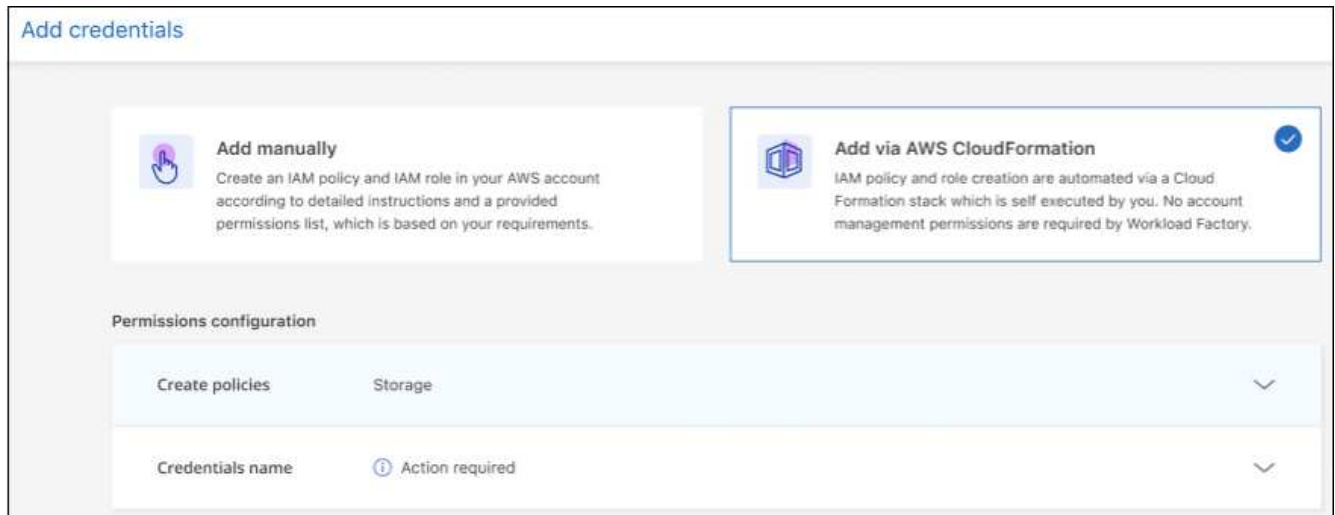 Add credentials
Add manually
Create an IAM policy and IAM role in your AWS account
according to detailed instructions and a provided
permissions list, which is based on your requirements.
Add via AWS CloudFormation
IAM policy and role creation are automated via a Cloud
Formation stack which is self executed by you. No account
management permissions are required by Workload Factory.
Permissions configuration
Create policies Storage
Credentials name Action required